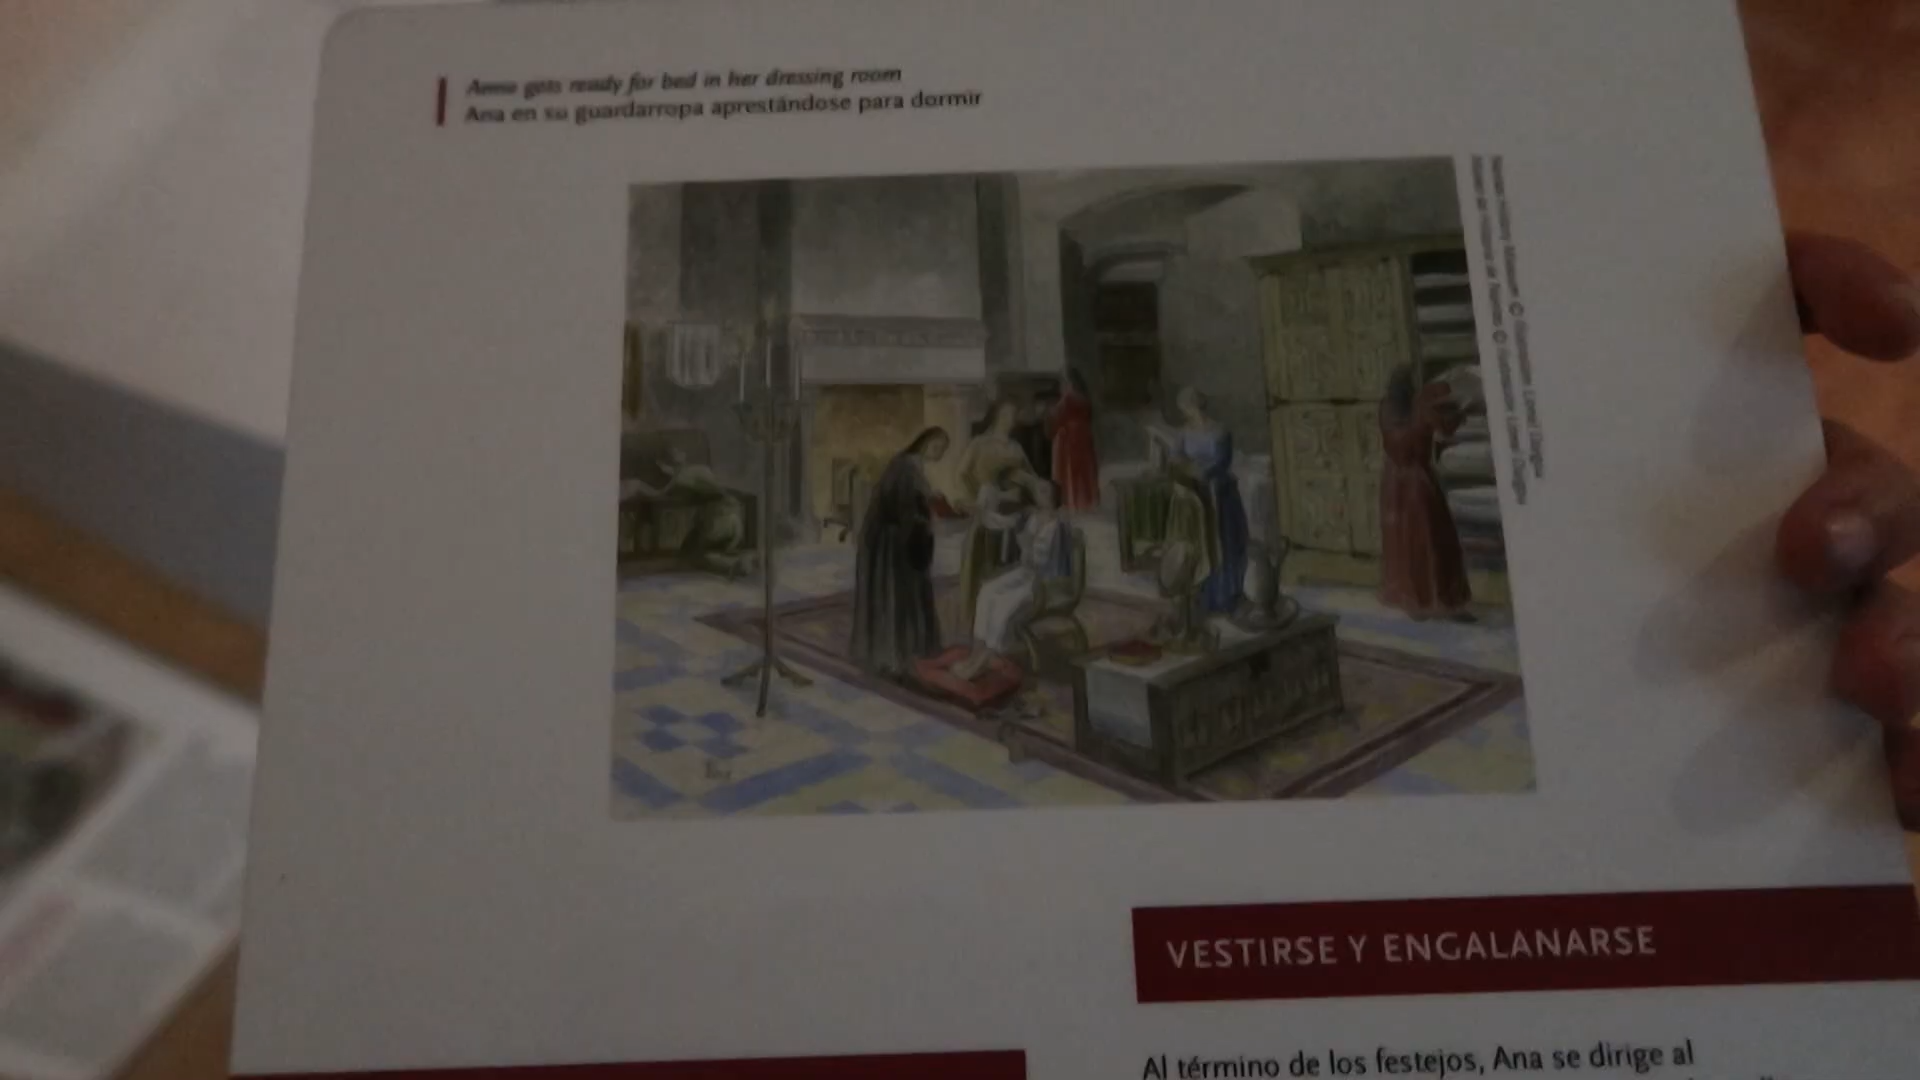 Anna gets ready for bed in her dressing room
Ana en su guardarropa aprestándose para dormir
VESTIRSE Y ENGALANARSE
Al término de los festejos, Ana se dirige al